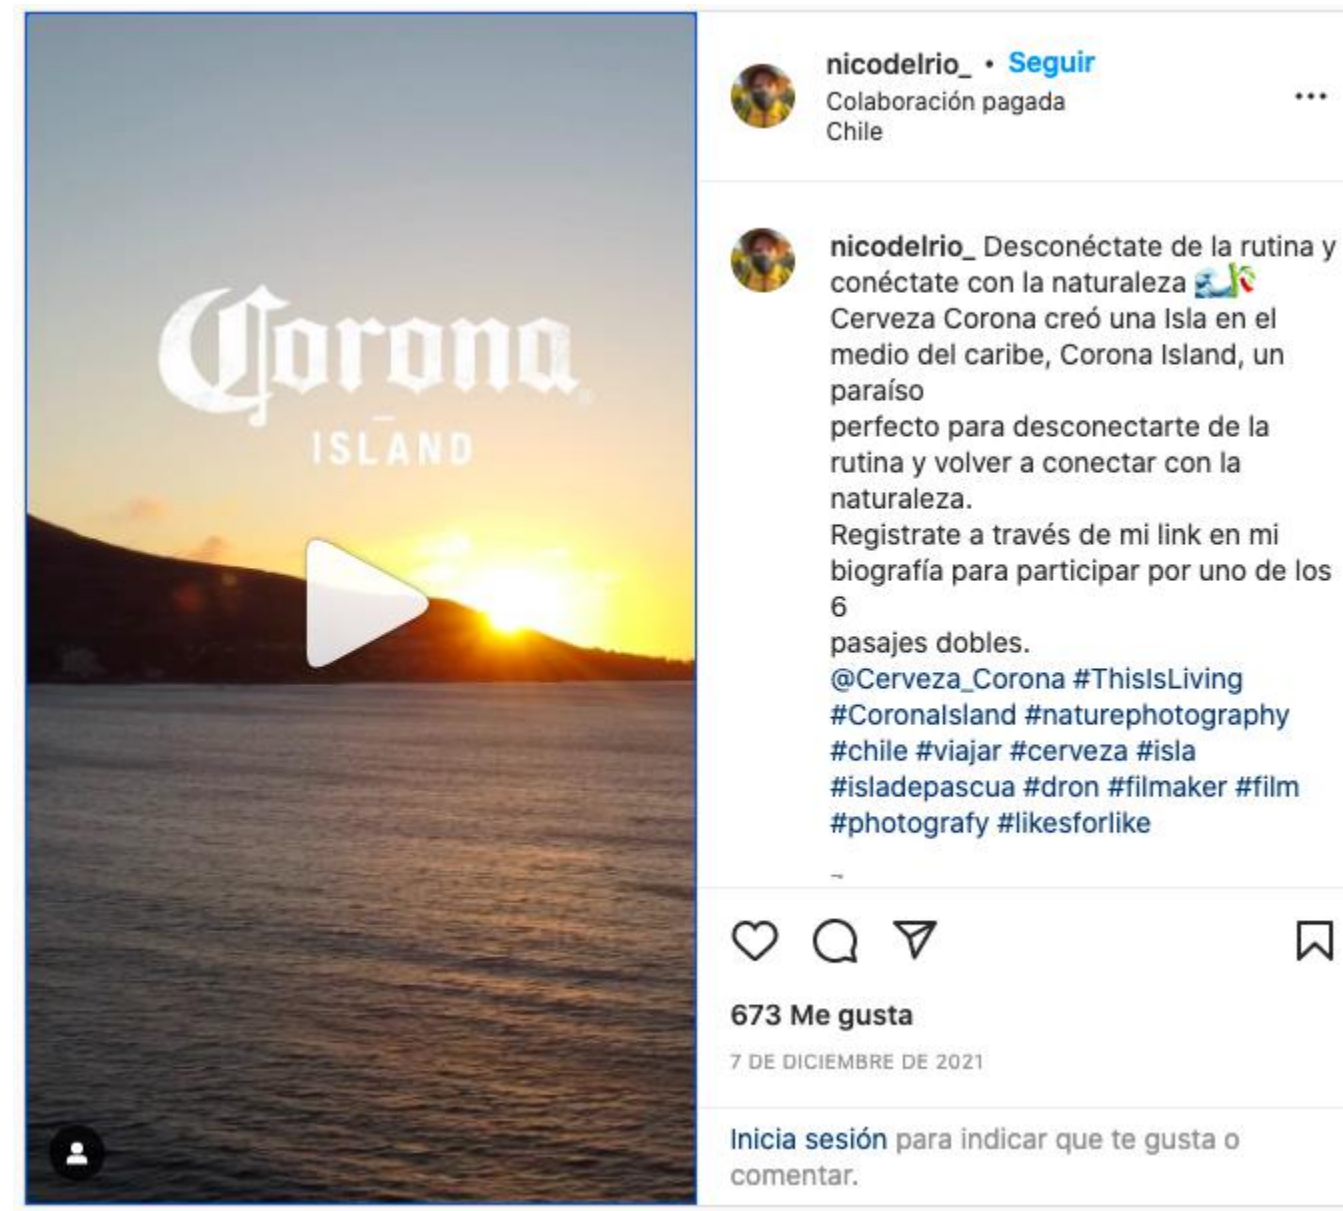 Corona
ISLAND
nicodelrio_ • Seguir
Colaboración pagada
Chile
nicodelrio_ Desconéctate de la rutina y
conéctate con la naturaleza 🌊🎋
Cerveza Corona creó una Isla en el
medio del caribe, Corona Island, un
paraíso
perfecto para desconectarte de la
rutina y volver a conectar con la
naturaleza.
Registrate a través de mi link en mi
biografía para participar por uno de los
6
pasajes dobles.
@Cerveza_Corona #ThisIsLiving
#CoronaIsland #naturephotography
#chile #viajar #cerveza #isla
#isladepascua #dron #filmaker #film
#photografy #likesforlike
673 Me gusta
7 DE DICIEMBRE DE 2021
Inicia sesión para indicar que te gusta o
comentar.